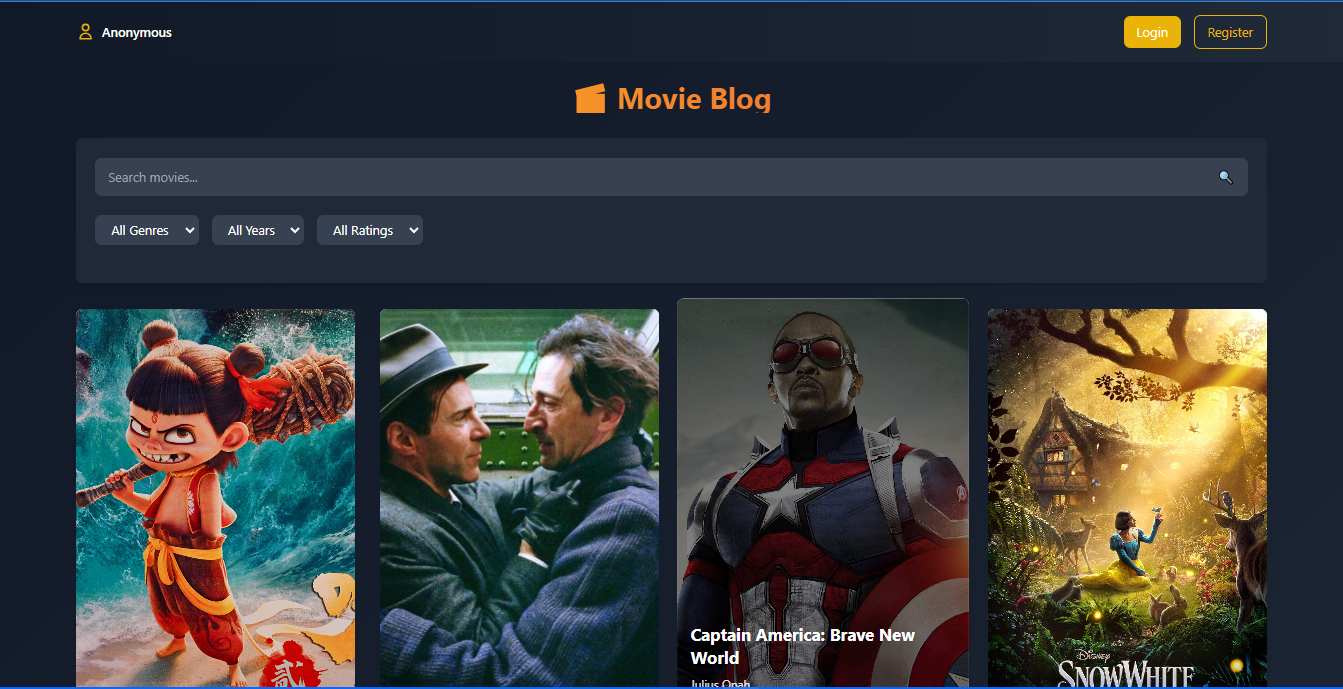 Anonymous
Login
Register
Movie Blog
Search movies...
All Genres
All Years
All Ratings
贰
Captain America: Brave New
World
Julius Onah
DISNEY
SNOW WHITE